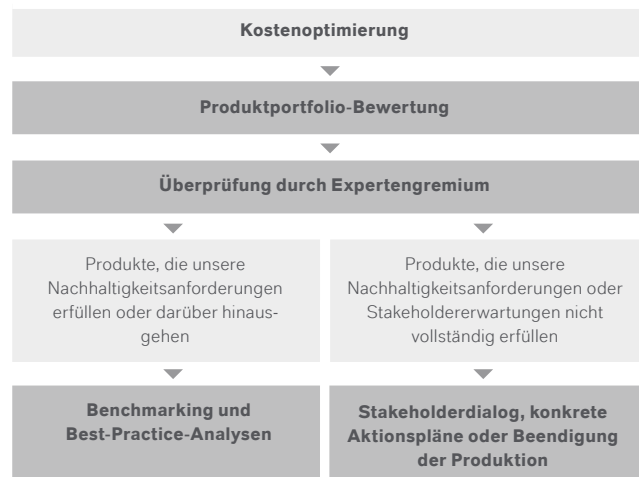 Kostenoptimierung
Produktportfolio-Bewertung
Überprüfung durch Expertengremium
Produkte, die unsere
Nachhaltigkeitsanforderungen
erfüllen oder darüber hinaus-
gehen
Produkte, die unsere
Nachhaltigkeitsanforderungen oder
Stakeholdererwartungen nicht
vollständig erfüllen
Benchmarking und
Best-Practice-Analysen
Stakeholderdialog, konkrete
Aktionspläne oder Beendigung
der Produktion